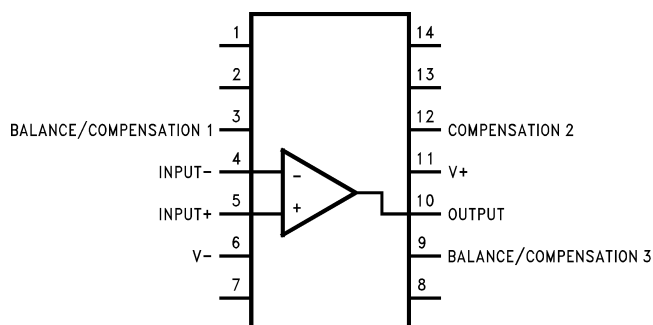 1 14
2 13
BALANCE/COMPENSATION 1 3 12 COMPENSATION 2
INPUT- 4 - 11 V+
INPUT+ 5 + 10 OUTPUT
V- 6 9 BALANCE/COMPENSATION 3
7 8